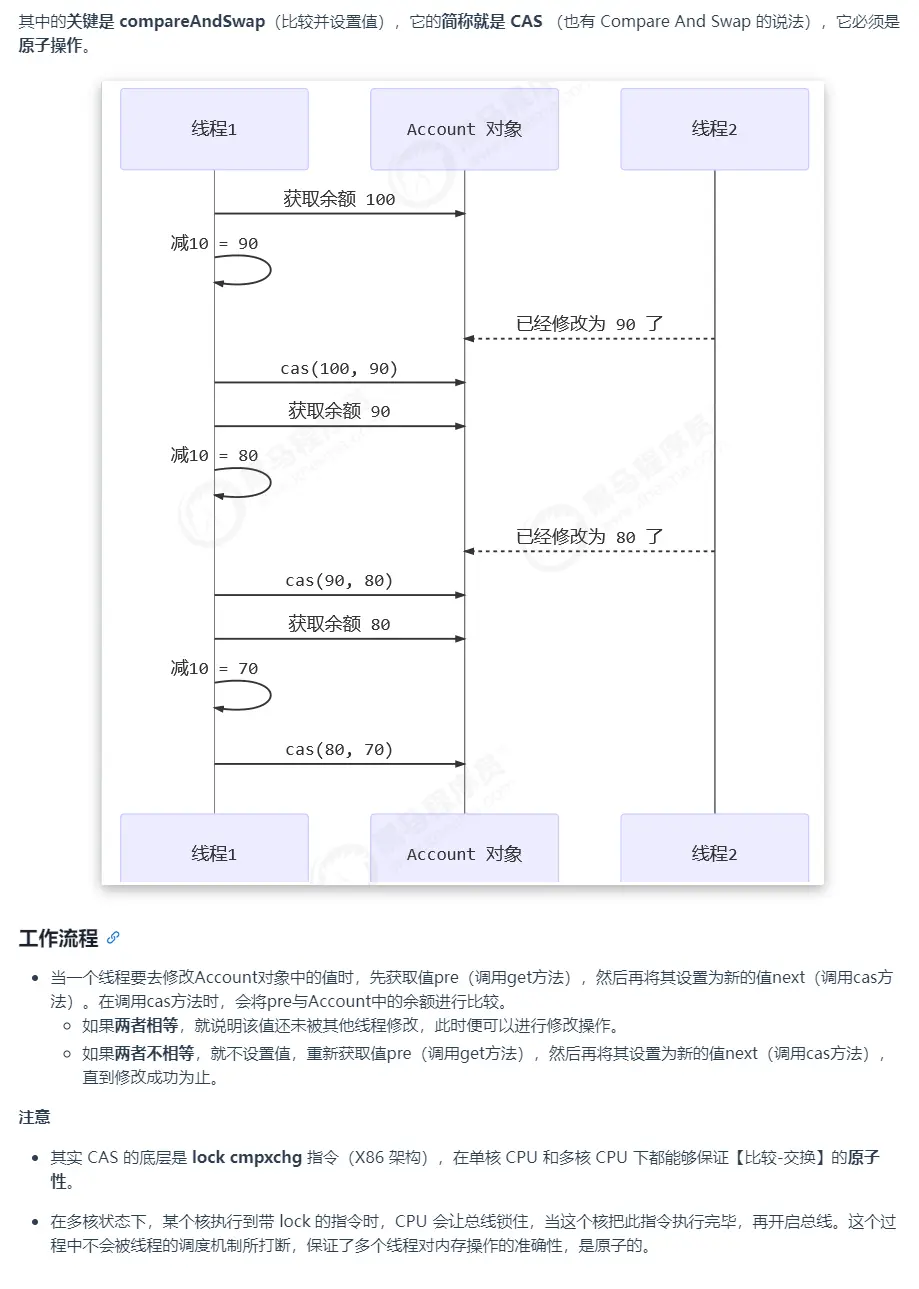 其中的关键是 compareAndSwap（比较并设置值），它的简称就是 CAS （也有 Compare And Swap 的说法），它必须是
原子操作。
线程1
Account 对象
线程2
获取余额 100
减10 = 90
已经修改为 90 了
cas(100, 90)
获取余额 90
减10 = 80
已经修改为 80 了
cas(90, 80)
获取余额 80
减10 = 70
cas(80, 70)
线程1
Account 对象
线程2
工作流程
当一个线程要去修改Account对象中的值时，先获取值pre（调用get方法），然后再将其设置为新的值next（调用cas方
法）。在调用cas方法时，会将pre与Account中的余额进行比较。
如果两者相等，就说明该值还未被其他线程修改，此时便可以进行修改操作。
如果两者不相等，就不设置值，重新获取值pre（调用get方法），然后再将其设置为新的值next（调用cas方法），
直到修改成功为止。
注意
其实 CAS 的底层是 lock cmpxchg 指令（X86 架构），在单核 CPU 和多核 CPU 下都能够保证【比较-交换】的原子
性。
在多核状态下，某个核执行到带 lock 的指令时，CPU 会让总线锁住，当这个核把此指令执行完毕，再开启总线。这个过
程中不会被线程的调度机制所打断，保证了多个线程对内存操作的准确性，是原子的。